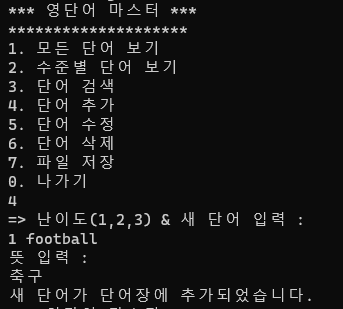 *** 영단어 마스터 ***
********************
1. 모든 단어 보기
2. 수준별 단어 보기
3. 단어 검색
4. 단어 추가
5. 단어 수정
6. 단어 삭제
7. 파일 저장
0. 나가기
4
=> 난이도(1,2,3) & 새 단어 입력 :
1 football
뜻 입력 :
축구
새 단어가 단어장에 추가되었습니다.